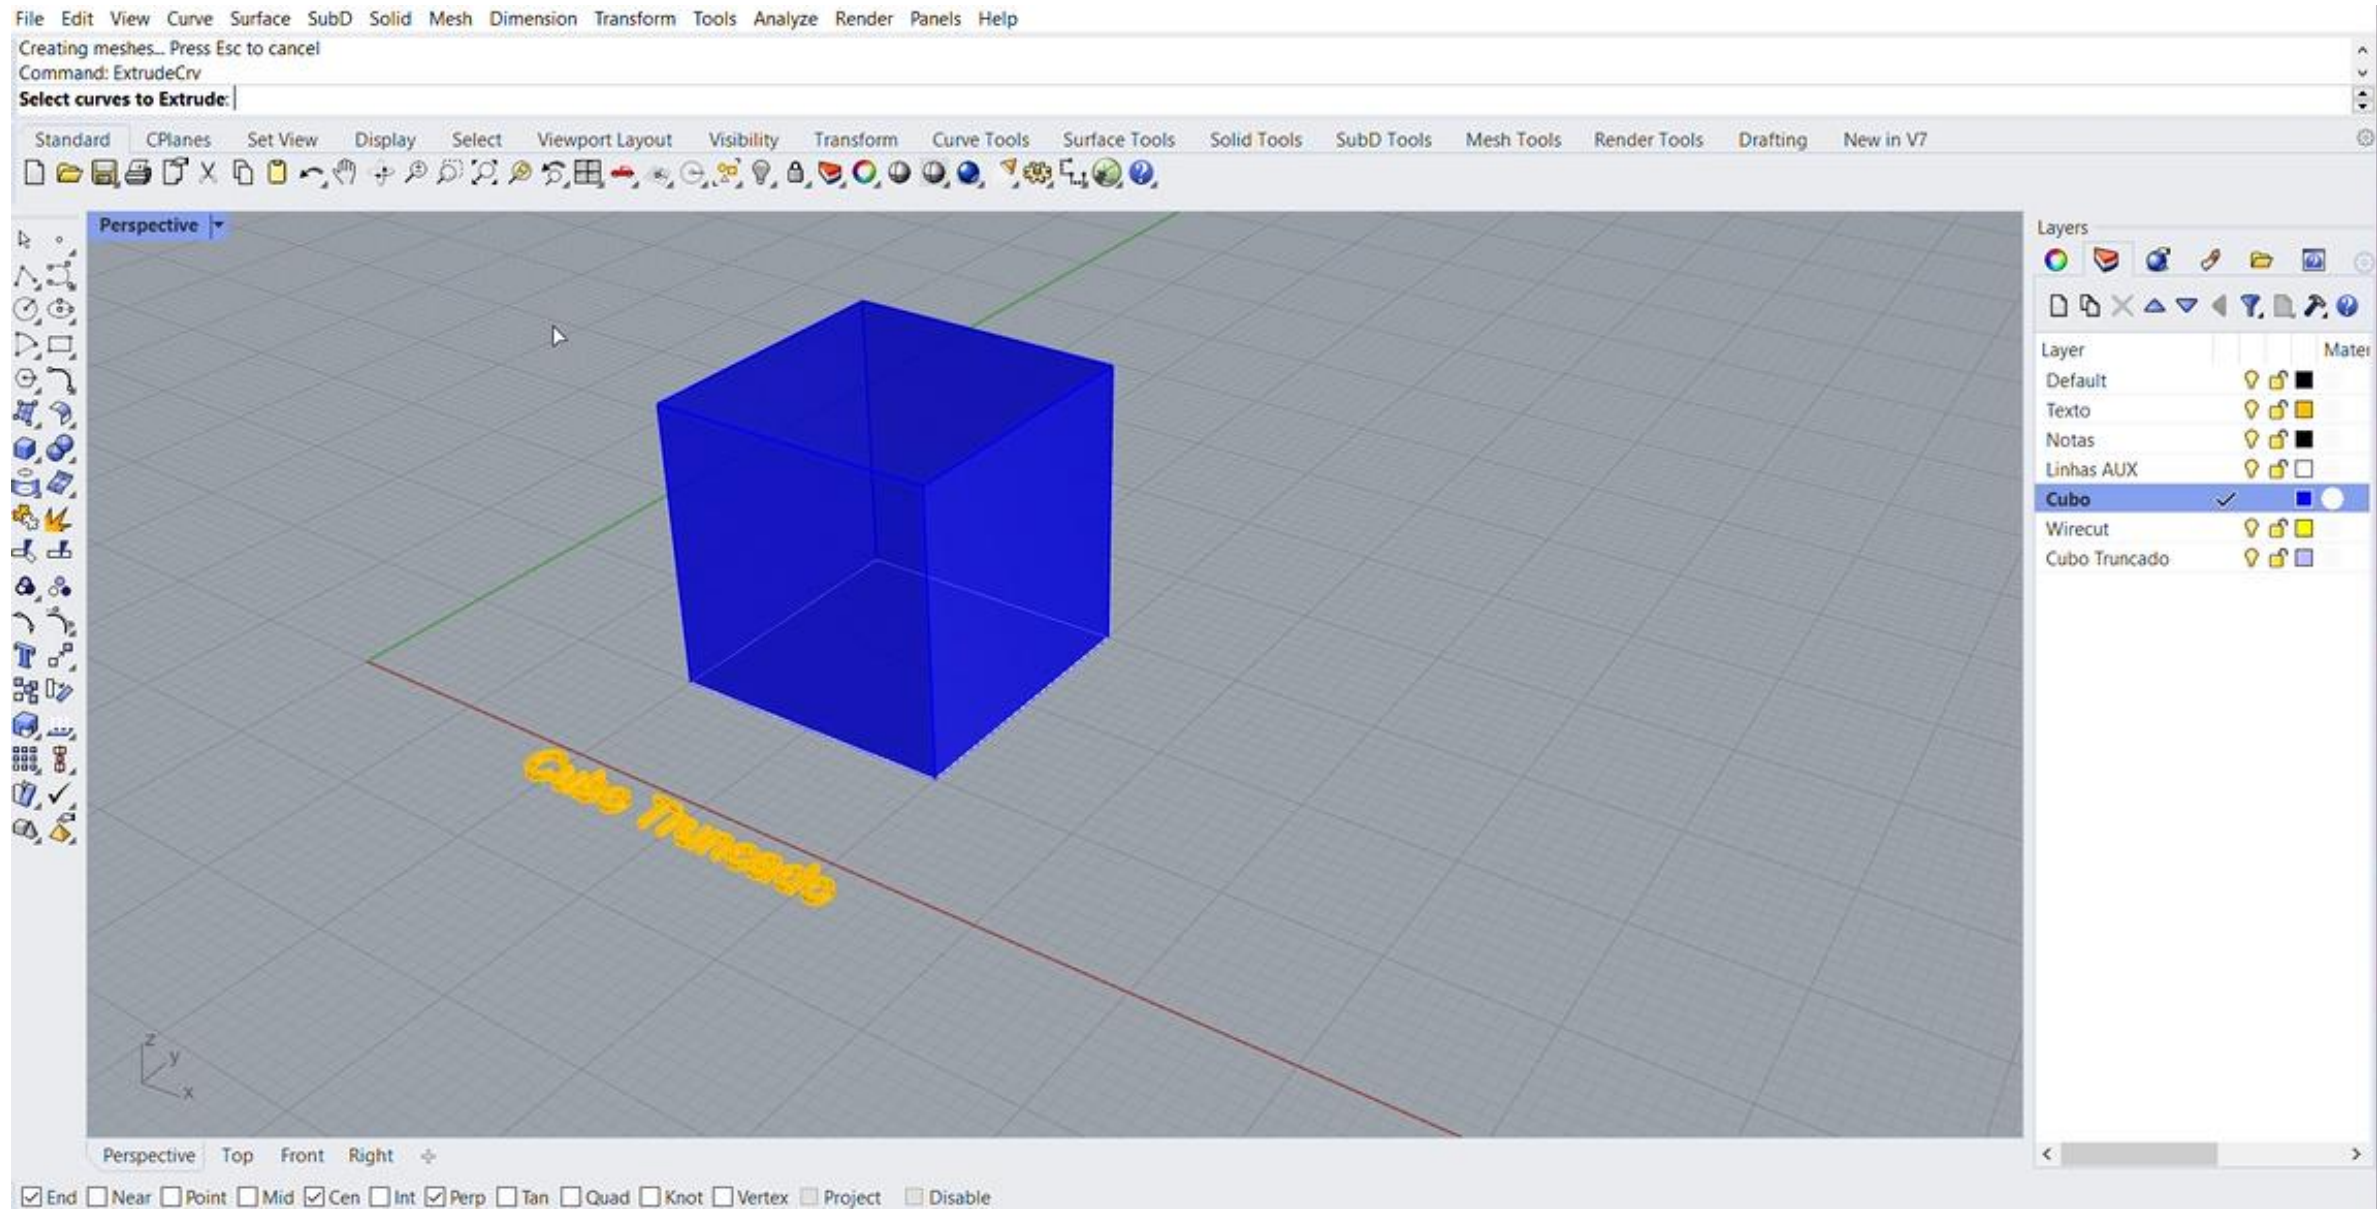 File Edit View Curve Surface SubD Solid Mesh Dimension Transform Tools Analyze Render Panels Help
Creating meshes... Press Esc to cancel
Command: ExtrudeCrv
Select curves to Extrude:
Standard CPlanes Set View Display Select Viewport Layout Visibility Transform Curve Tools Surface Tools Solid Tools SubD Tools Mesh Tools Render Tools Drafting New in V7
Perspective
Layers
Layer Mater
Default
Texto
Notas
Linhas AUX
Cubo
Wirecut
Cubo Truncado
Cubo Truncado
z
y
x
Perspective Top Front Right
End Near Point Mid Cen Int Perp Tan Quad Knot Vertex Project Disable